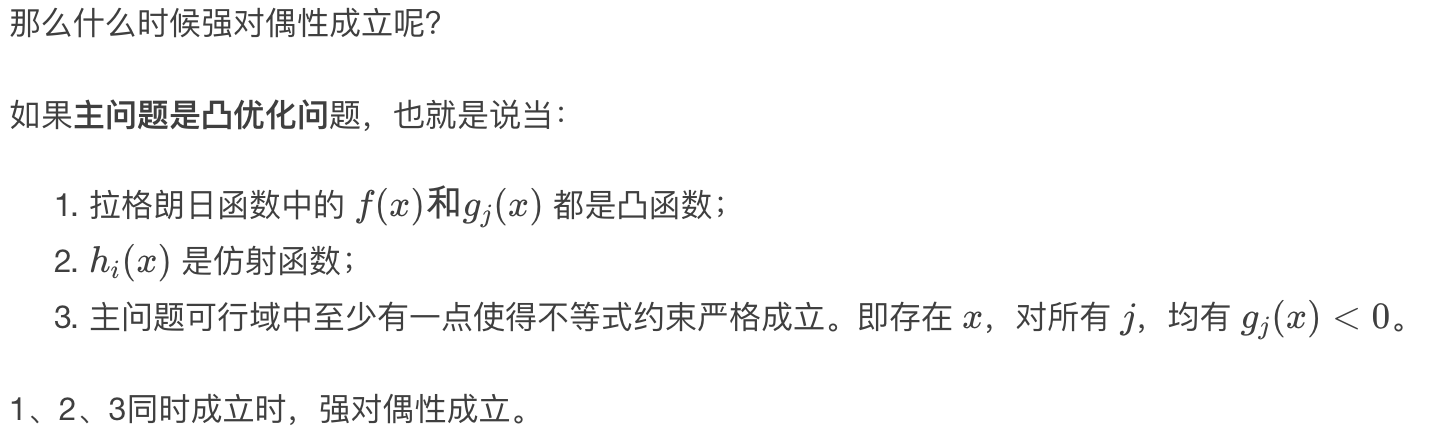 那么什么时候强对偶性成立呢?
如果主问题是凸优化问题，也就是说当：
1. 拉格朗日函数中的 f(x)和g_j(x) 都是凸函数；
2. h_i(x) 是仿射函数；
3. 主问题可行域中至少有一点使得不等式约束严格成立。即存在 x，对所有 j，均有 g_j(x) < 0。
1、2、3同时成立时，强对偶性成立。